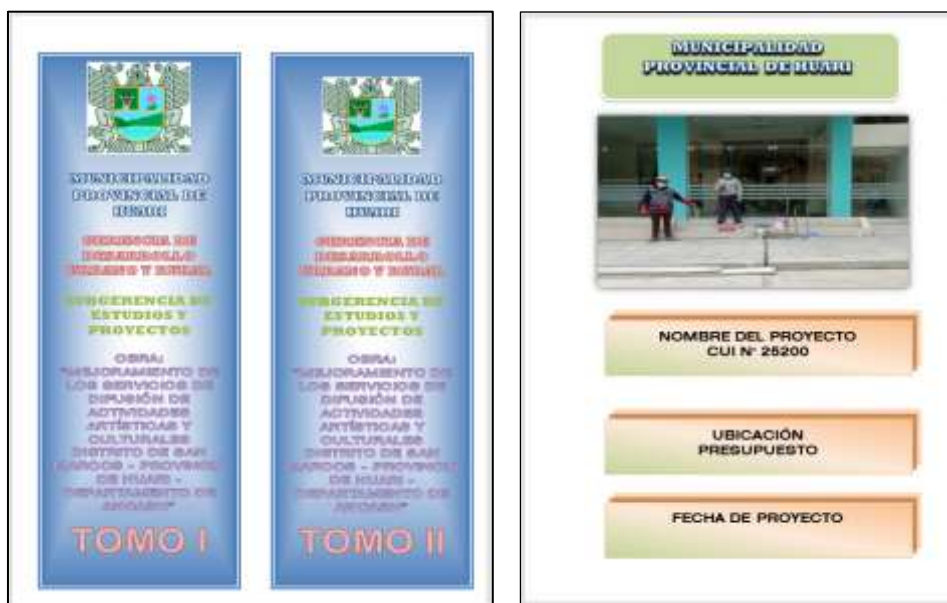 MUNICIPALIDAD
PROVINCIAL DE
HUARI
GERENCIA DE
DESARROLLO
URBANO Y RURAL
SUBGERENCIA DE
ESTUDIOS Y
PROYECTOS
OBRA:
"MEJORAMIENTO DE
LOS SERVICIOS DE
DIFUSIÓN DE
ACTIVIDADES
ARTÍSTICAS Y
CULTURALES
DISTRITO DE SAN
MARCOS - PROVINCIA
DE HUARI -
DEPARTAMENTO DE
ANCASH"
TOMO I
MUNICIPALIDAD
PROVINCIAL DE
HUARI
GERENCIA DE
DESARROLLO
URBANO Y RURAL
SUBGERENCIA DE
ESTUDIOS Y
PROYECTOS
OBRA:
"MEJORAMIENTO DE
LOS SERVICIOS DE
DIFUSIÓN DE
ACTIVIDADES
ARTÍSTICAS Y
CULTURALES
DISTRITO DE SAN
MARCOS - PROVINCIA
DE HUARI -
DEPARTAMENTO DE
ANCASH"
TOMO II
MUNICIPALIDAD
PROVINCIAL DE HUARI
NOMBRE DEL PROYECTO
CUI N° 25200
UBICACIÓN
PRESUPUESTO
FECHA DE PROYECTO